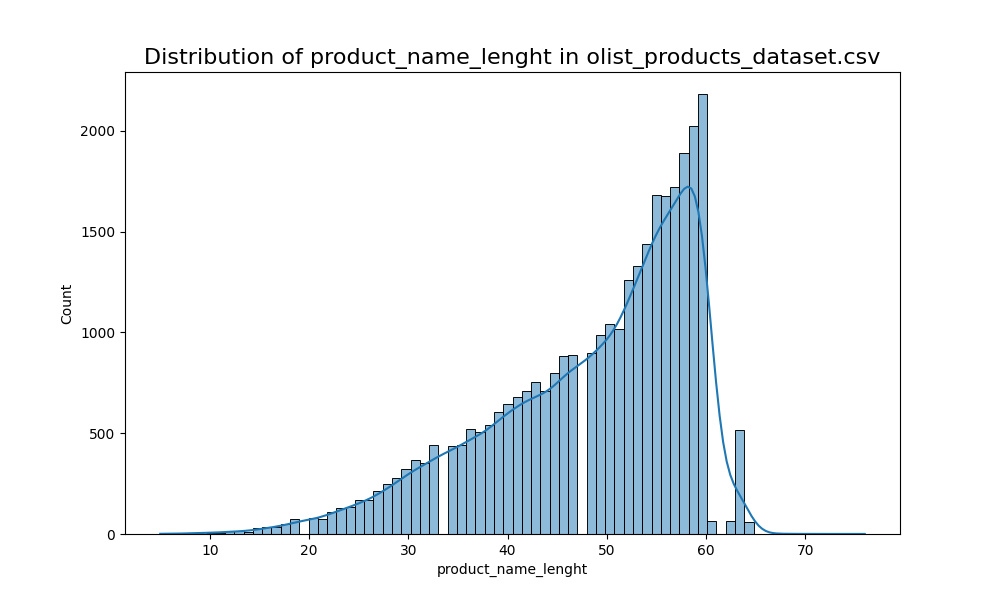 Distribution of product_name_lenght in olist_products_dataset.csv
2000
1500
1000
500
0
Count
10 20 30 40 50 60 70
product_name_lenght